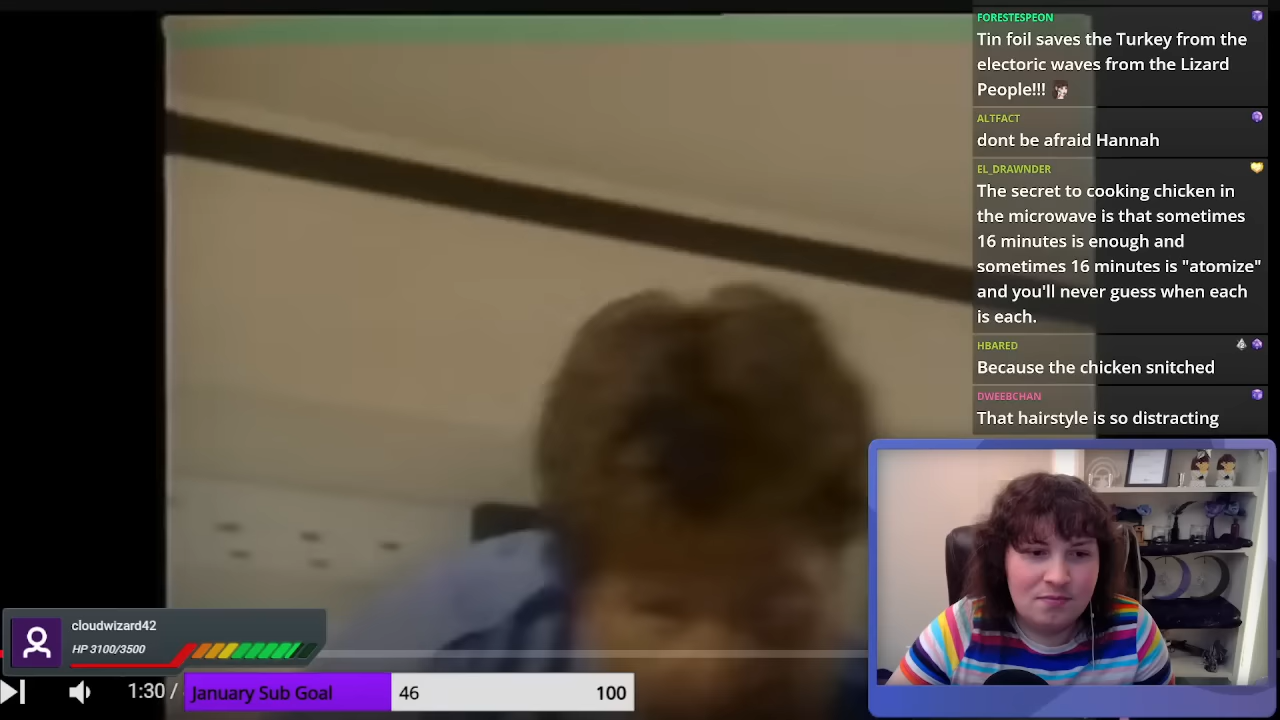 FORESTESPEON
Tin foil saves the Turkey from the
electoric waves from the Lizard
People!!!
ALTFACT
dont be afraid Hannah
EL_DRAWNDER
The secret to cooking chicken in
the microwave is that sometimes
16 minutes is enough and
sometimes 16 minutes is "atomize"
and you'll never guess when each
is each.
HBARED
Because the chicken snitched
DWEEBCHAN
That hairstyle is so distracting
cloudwizard42
HP 3100/3500
1:30 /
January Sub Goal 46 100